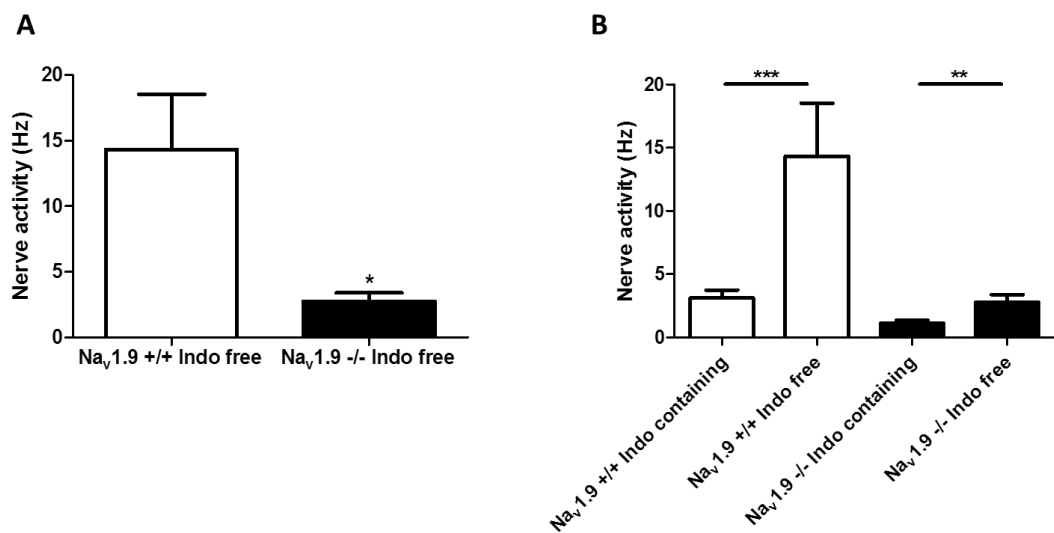 A
Nerve activity (Hz)
20
15
10
5
0
*
Naᵥ1.9 +/+ Indo free
Naᵥ1.9 -/- Indo free
B
Nerve activity (Hz)
20
15
10
5
0
***
**
Naᵥ1.9 +/+ Indo containing
Naᵥ1.9 +/+ Indo free
Naᵥ1.9 -/- Indo containing
Naᵥ1.9 -/- Indo free